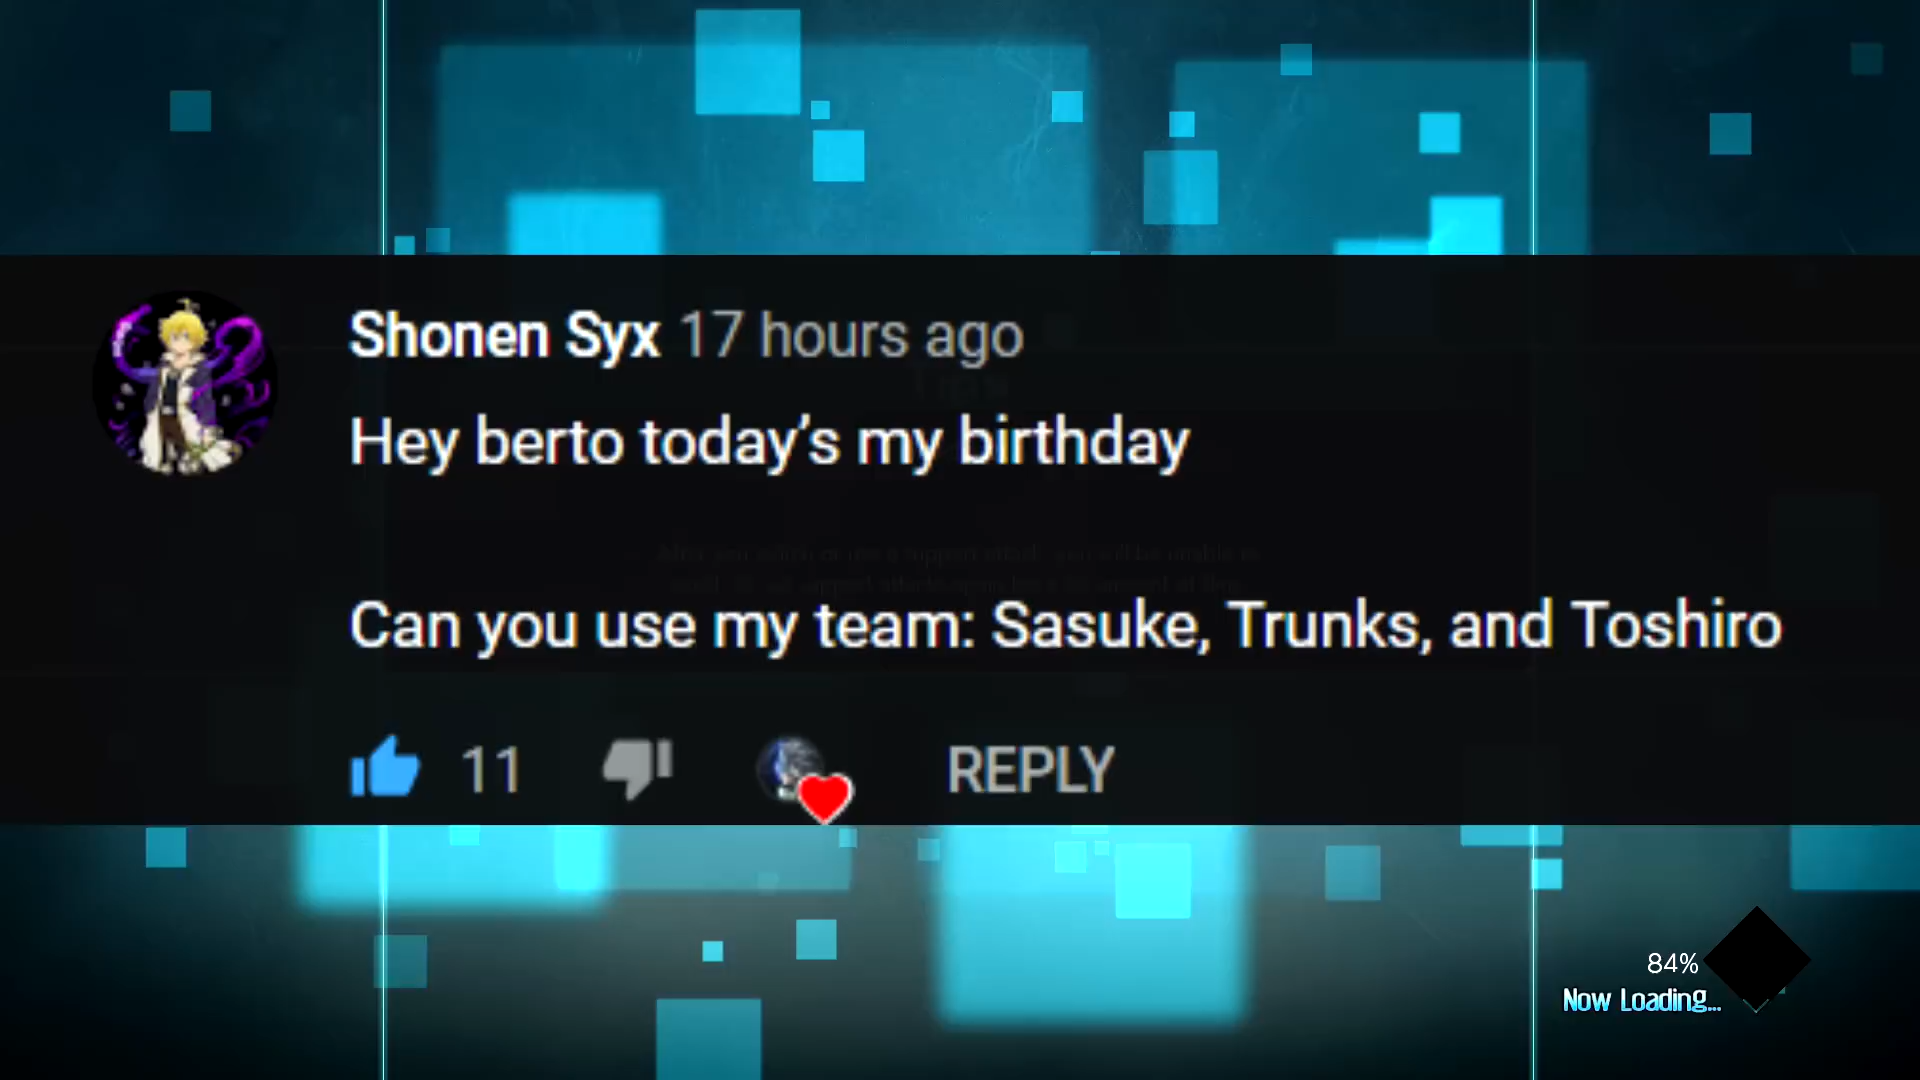 Shonen Syx 17 hours ago
Hey berto today's my birthday
Can you use my team: Sasuke, Trunks, and Toshiro
11 REPLY
84%
Now Loading...